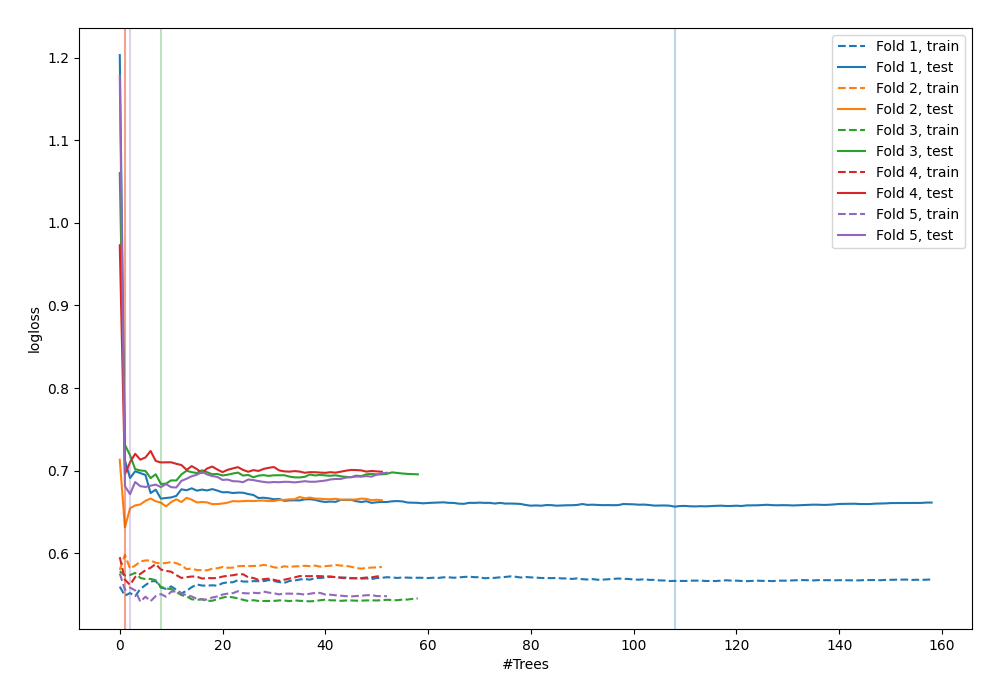 1.2
1.1
1.0
0.9
0.8
0.7
0.6
logloss
0
20
40
60
80
100
120
140
160
#Trees
Fold 1, train
Fold 1, test
Fold 2, train
Fold 2, test
Fold 3, train
Fold 3, test
Fold 4, train
Fold 4, test
Fold 5, train
Fold 5, test